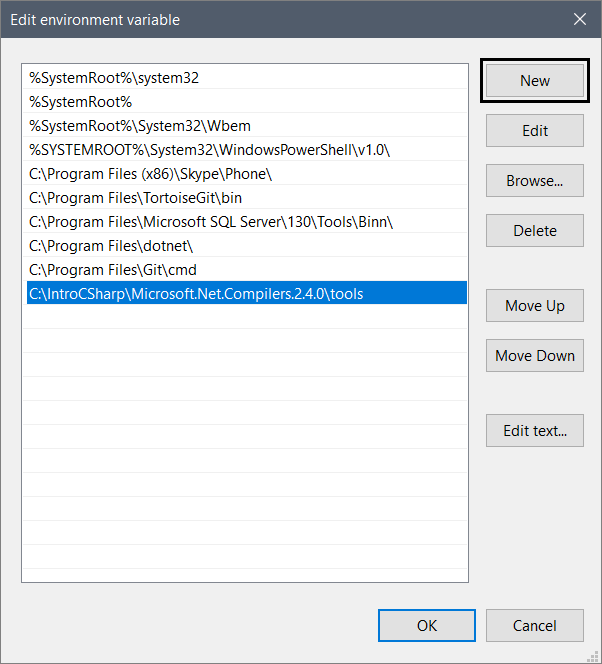 Edit environment variable
%SystemRoot%\system32
%SystemRoot%
%SystemRoot%\System32\Wbem
%SYSTEMROOT%\System32\WindowsPowerShell\v1.0\
C:\Program Files (x86)\Skype\Phone\
C:\Program Files\TortoiseGit\bin
C:\Program Files\Microsoft SQL Server\130\Tools\Binn\
C:\Program Files\dotnet\
C:\Program Files\Git\cmd
C:\IntroCSharp\Microsoft.Net.Compilers.2.4.0\tools
New
Edit
Browse...
Delete
Move Up
Move Down
Edit text...
OK
Cancel